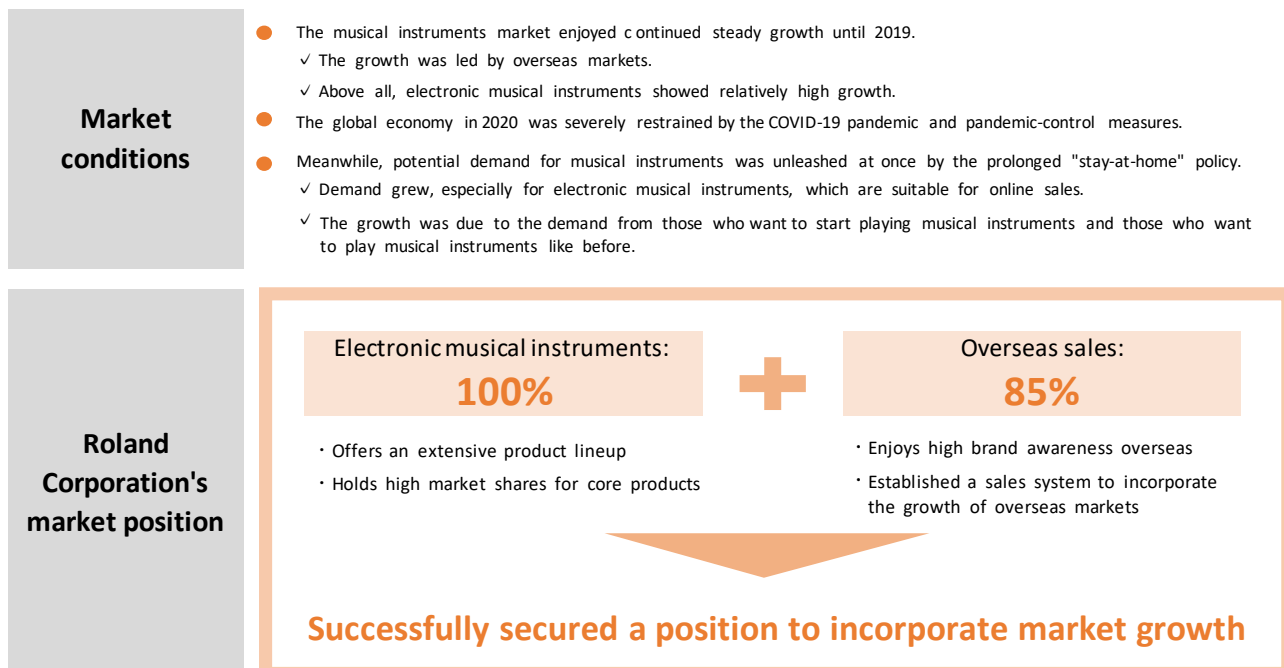 Market
conditions
● The musical instruments market enjoyed c ontinued steady growth until 2019.
✓ The growth was led by overseas markets.
✓ Above all, electronic musical instruments showed relatively high growth.
● The global economy in 2020 was severely restrained by the COVID-19 pandemic and pandemic-control measures.
● Meanwhile, potential demand for musical instruments was unleashed at once by the prolonged "stay-at-home" policy.
✓ Demand grew, especially for electronic musical instruments, which are suitable for online sales.
✓ The growth was due to the demand from those who want to start playing musical instruments and those who want
to play musical instruments like before.
Roland
Corporation's
market position
Electronic musical instruments:
100%
・Offers an extensive product lineup
・Holds high market shares for core products
Overseas sales:
85%
・Enjoys high brand awareness overseas
・Established a sales system to incorporate
the growth of overseas markets
Successfully secured a position to incorporate market growth